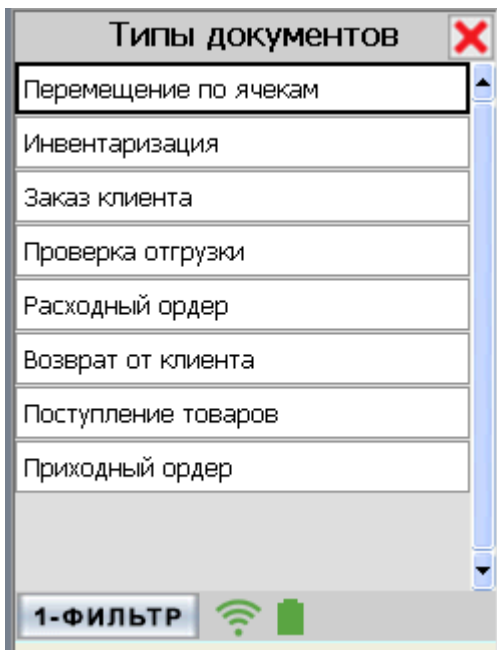 Типы документов
Перемещение по ячекам
Инвентаризация
Заказ клиента
Проверка отгрузки
Расходный ордер
Возврат от клиента
Поступление товаров
Приходный ордер
1-ФИЛЬТР